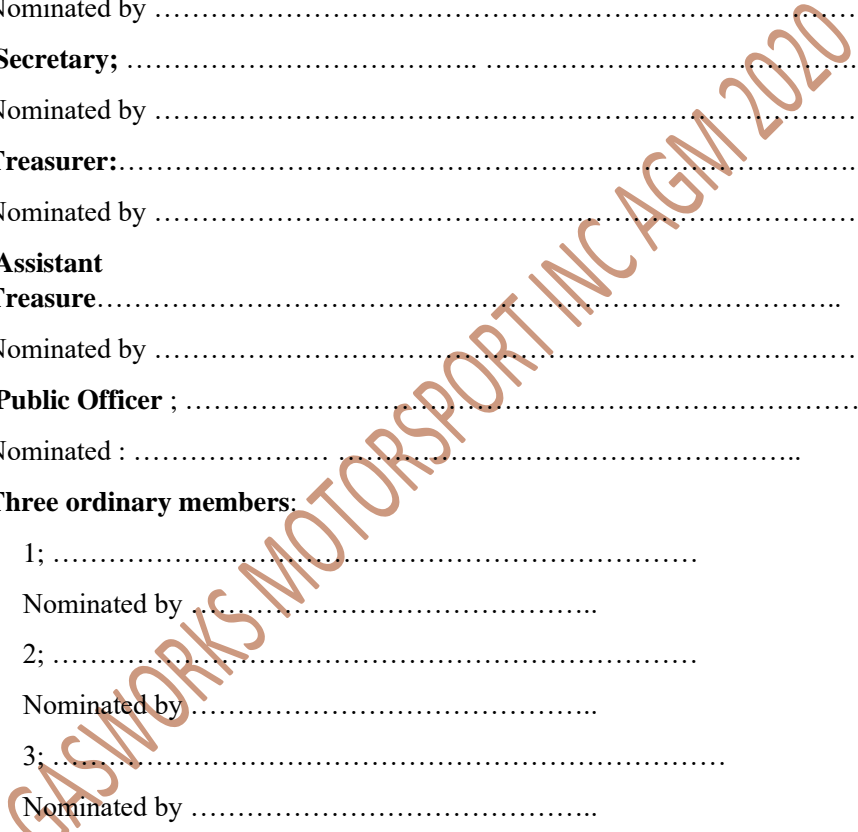 Nominated by ……………………………………………………………………
Secretary; ……………………………….. ………………………………….
Nominated by ……………………………………………………………………
Treasurer:…………………………………………………………………….
Nominated by ……………………………………………………………………
Assistant
Treasure……………………………………………………………………..
Nominated by ……………………………………………………………………
Public Officer ; …………………………………………………………………
Nominated : ………………… …………………………………………..
Three ordinary members:
1; ……………………………………………………………
Nominated by ……………………………………..
2; ……………………………………………………………
Nominated by ……………………………………..
3; ………………………………………………………………
Nominated by ……………………………………..
GASWORKS MOTORSPORT INC AGM 2020